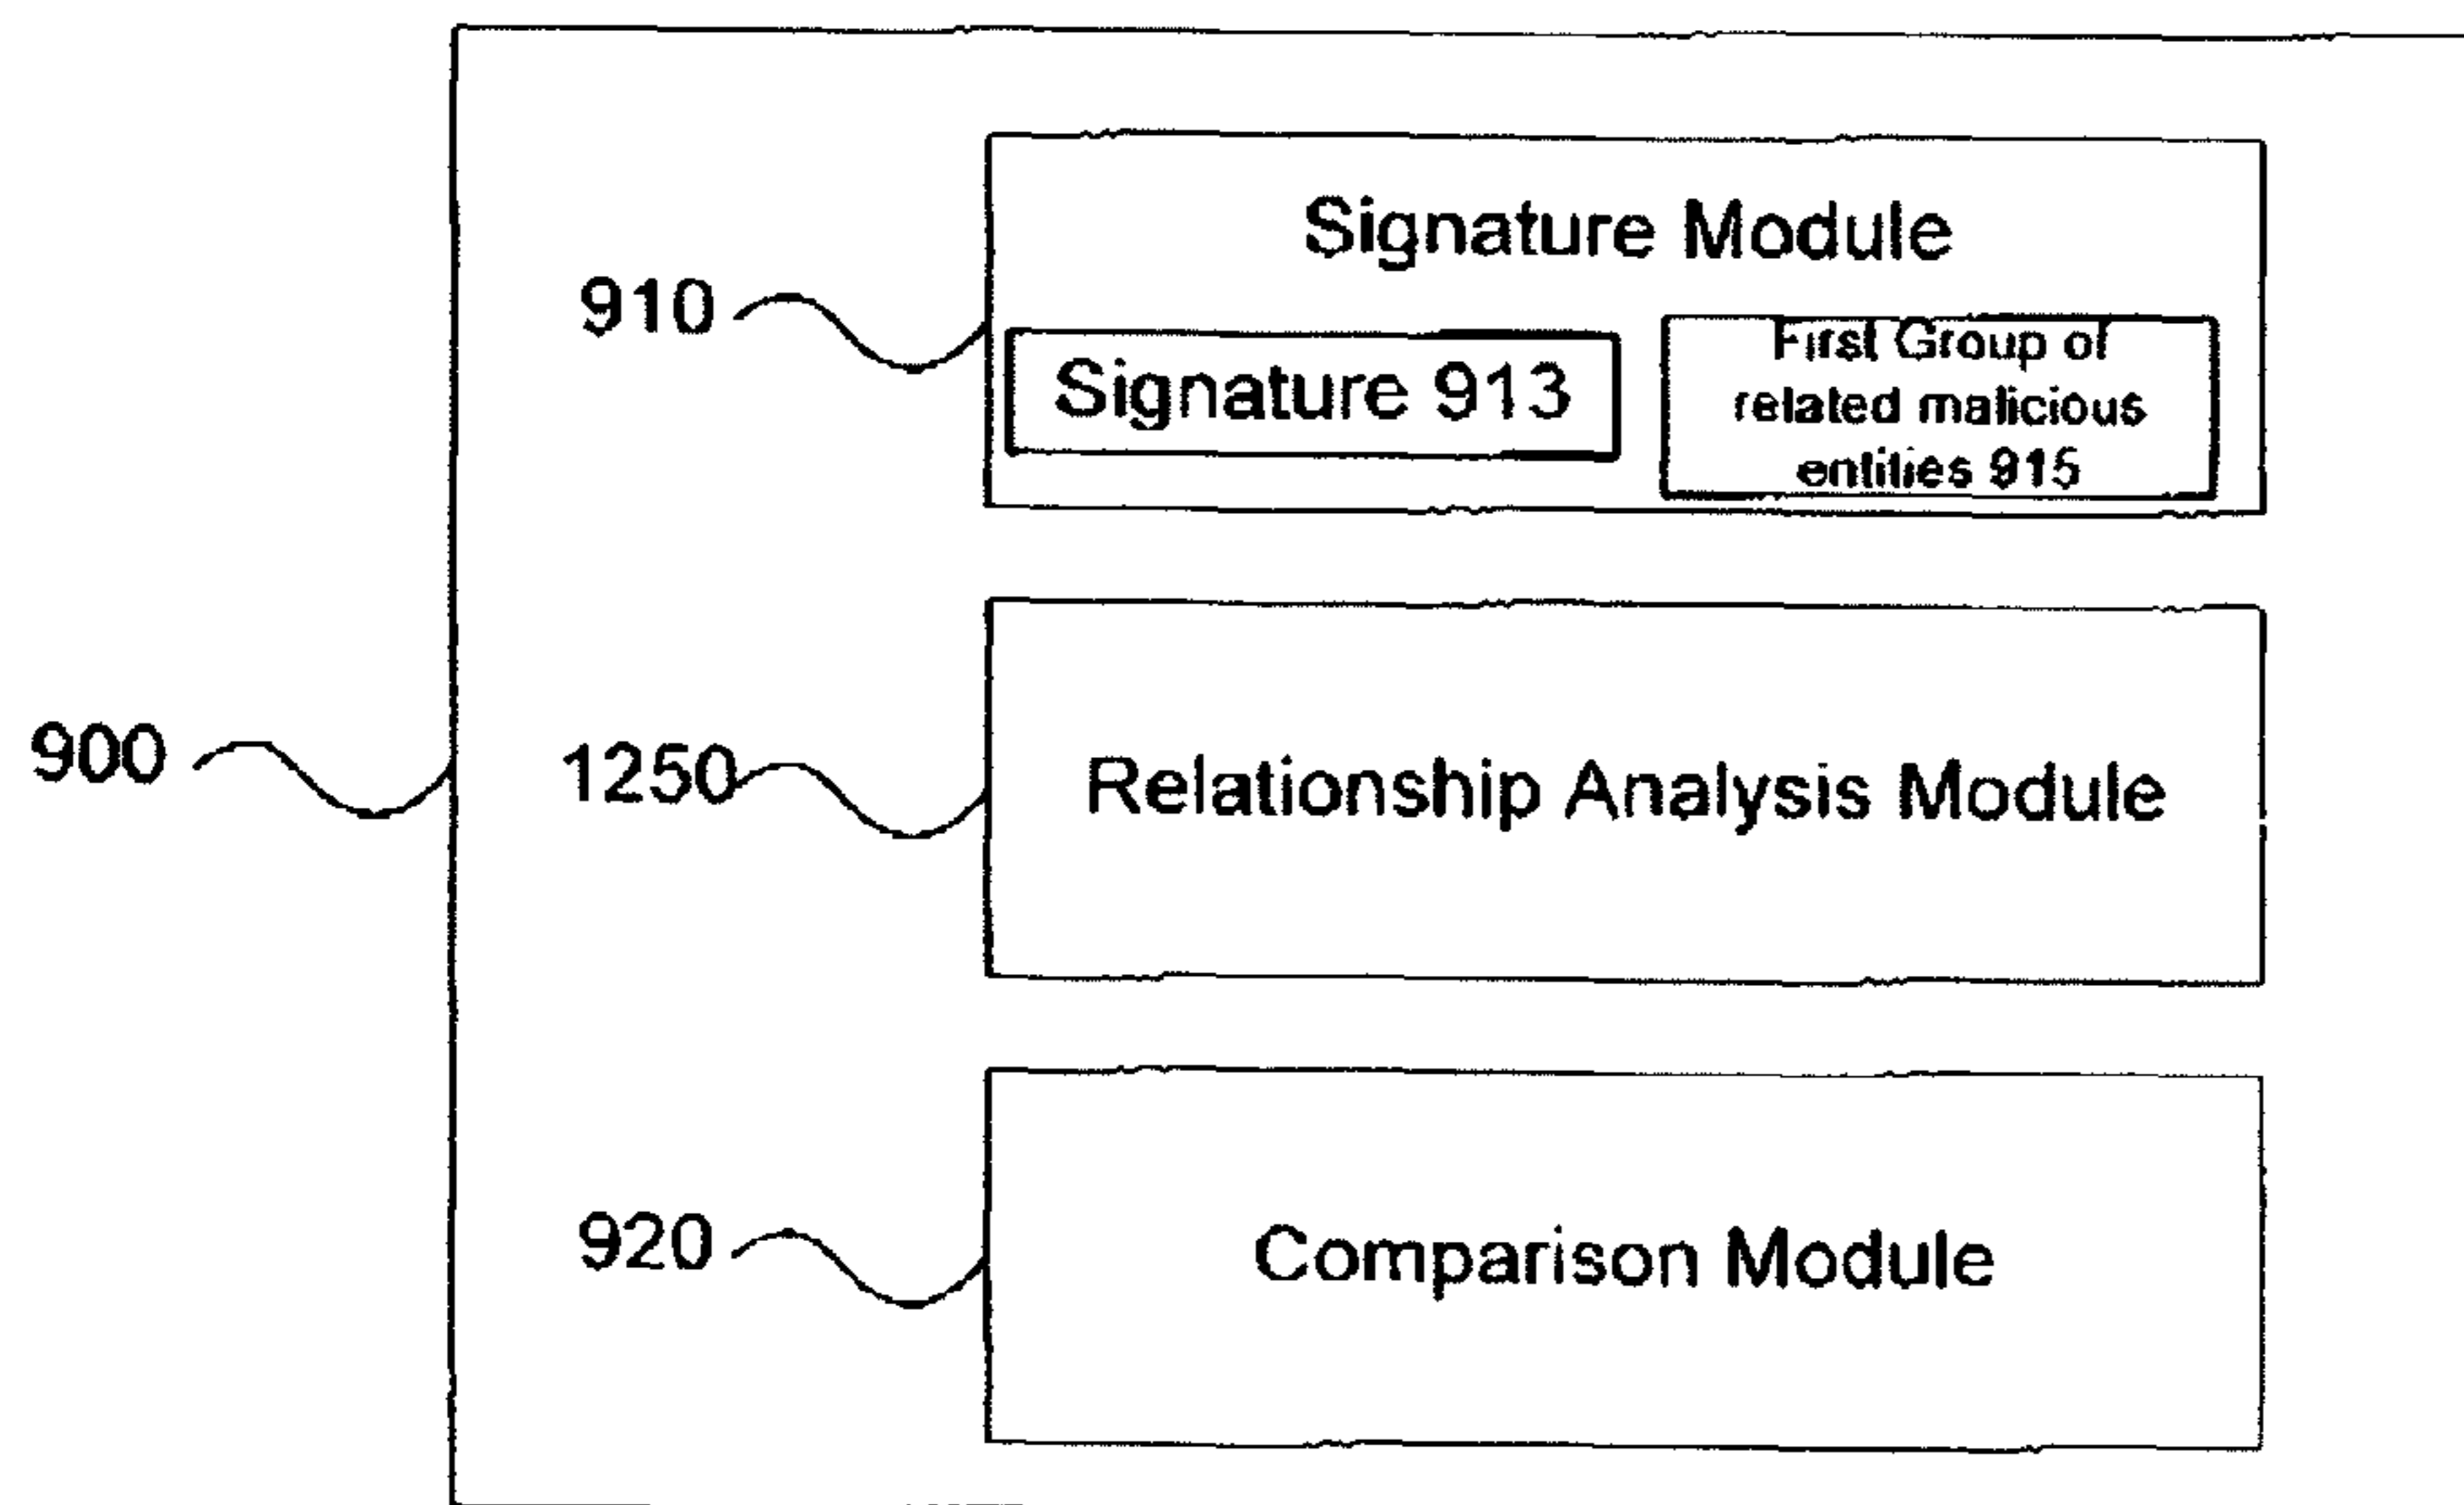 Signature Module
910
Signature 913
First Group of
related malicious
entities 915
900
1250
Relationship Analysis Module
920
Comparison Module